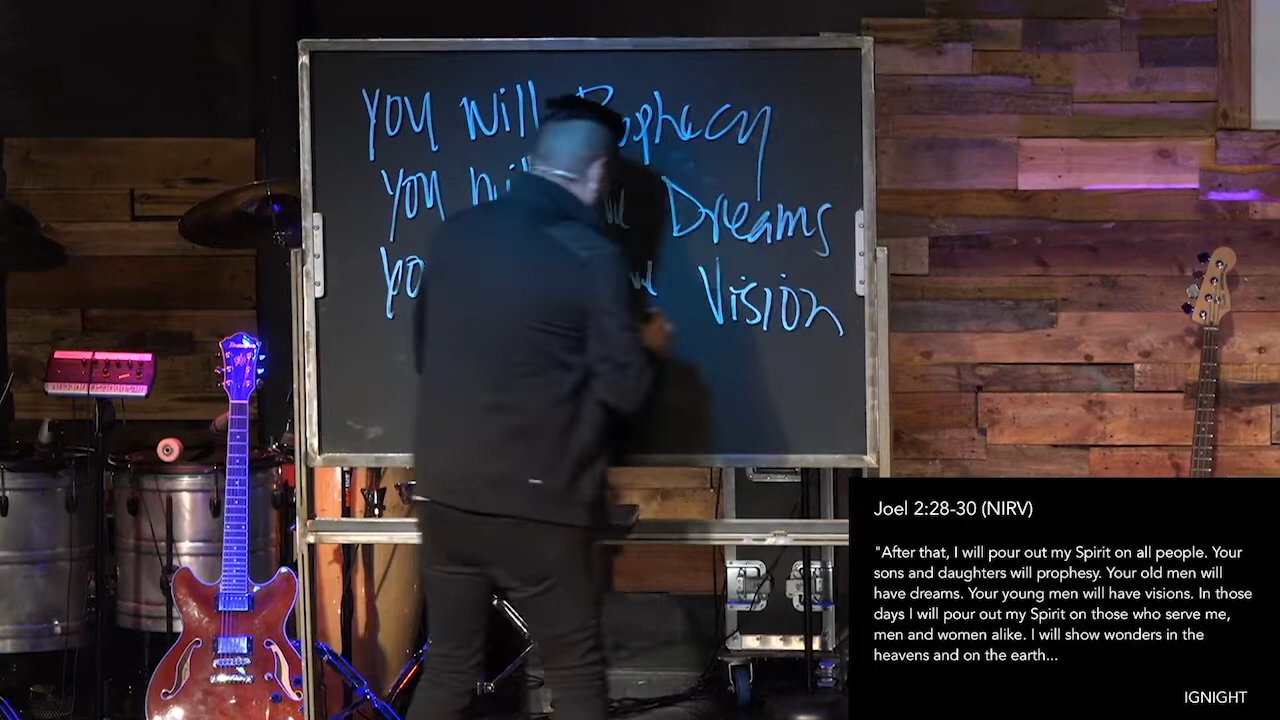 You will Prophecy
You Dreams
Vision
Joel 2:28-30 (NIRV)
"After that, I will pour out my Spirit on all people. Your
sons and daughters will prophesy. Your old men will
have dreams. Your young men will have visions. In those
days I will pour out my Spirit on those who serve me,
men and women alike. I will show wonders in the
heavens and on the earth...
IGNIGHT